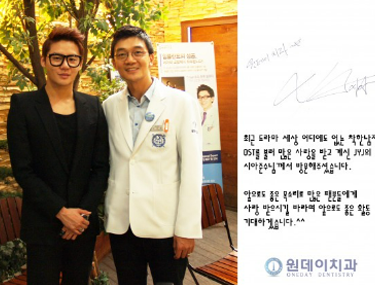 최근 드라마 세상 어디에도 없는 착한남자
OST를 불러 많은 사랑을 받고 계신 JYJ의
시아준수님께서 방문해주셨습니다.
앞으로도 좋은 목소리로 많은 팬분들에게
사랑 받으시길 바라며 앞으로도 좋은 활동
기대하겠습니다.^^
원데이치과
ONEDAY DENTISTRY